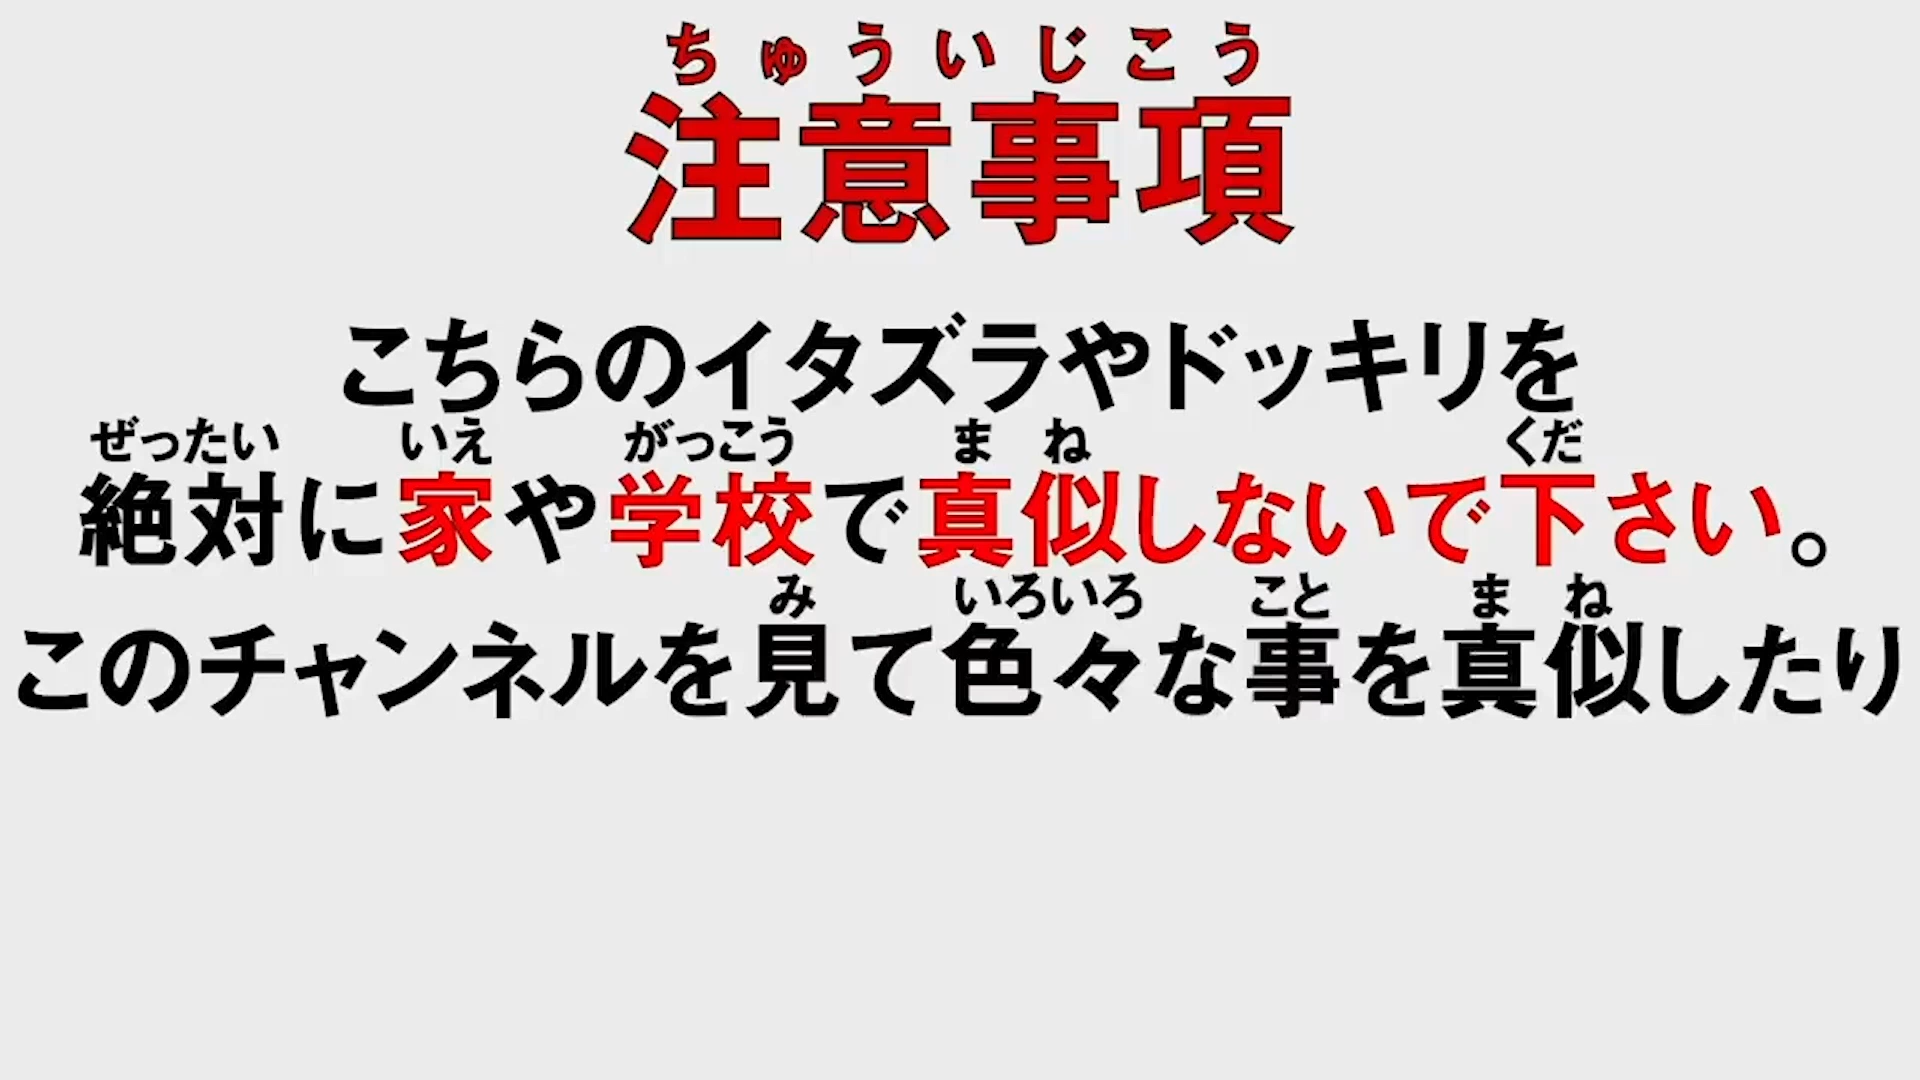 ちゅういじこう
注意事項
こちらのイタズラやドッキリを
ぜったい いえ がっこう まね くだ
絶対に家や学校で真似しないで下さい。
み いろいろ こと まね
このチャンネルを見て色々な事を真似したり